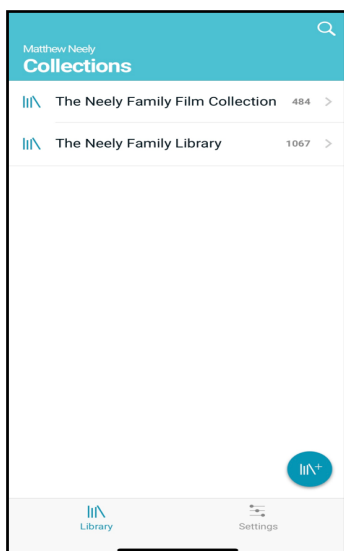 Matthew Neely
Collections
The Neely Family Film Collection 484
The Neely Family Library 1067
Library Settings